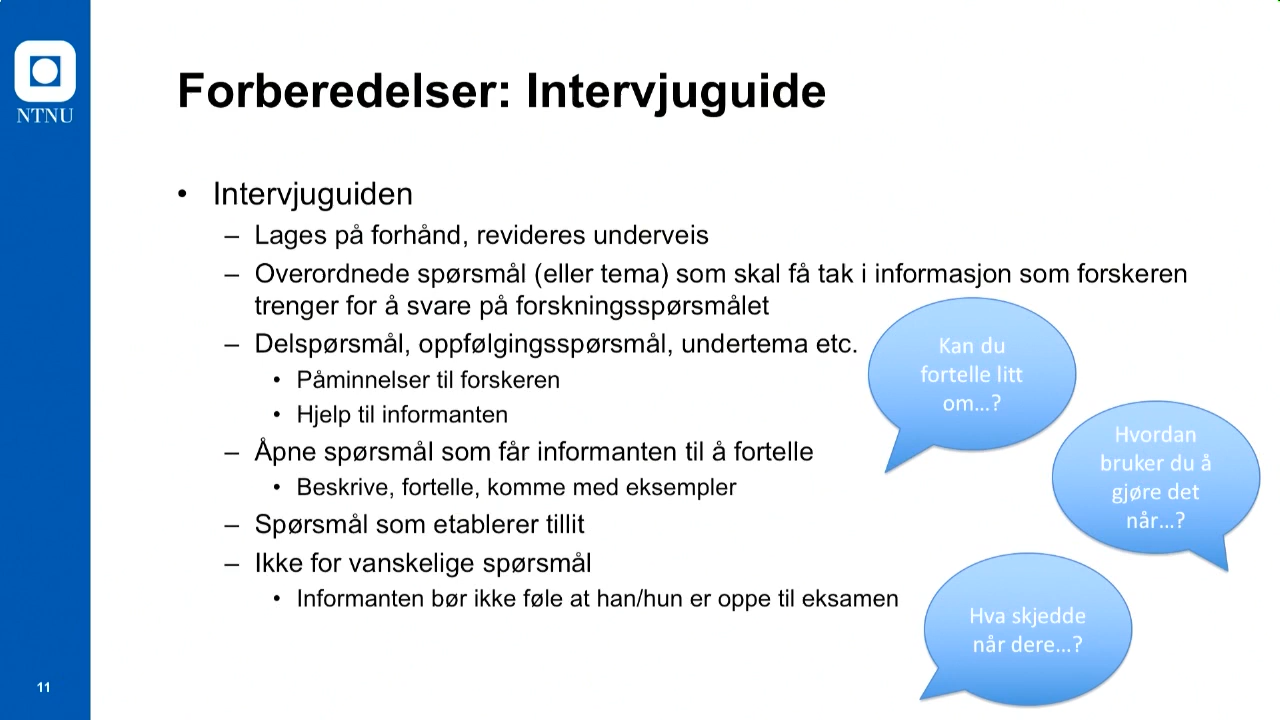 NTNU
Forberedelser: Intervjuguide
• Intervjuguiden
– Lages på forhånd, revideres underveis
– Overordnede spørsmål (eller tema) som skal få tak i informasjon som forskeren
trenger for å svare på forskningsspørsmålet
– Delspørsmål, oppfølgingsspørsmål, undertema etc.
• Påminnelser til forskeren
• Hjelp til informanten
– Åpne spørsmål som får informanten til å fortelle
• Beskrive, fortelle, komme med eksempler
– Spørsmål som etablerer tillit
– Ikke for vanskelige spørsmål
• Informanten bør ikke føle at han/hun er oppe til eksamen
Kan du
fortelle litt
om...?
Hvordan
bruker du å
gjøre det
når...?
Hva skjedde
når dere...?
11